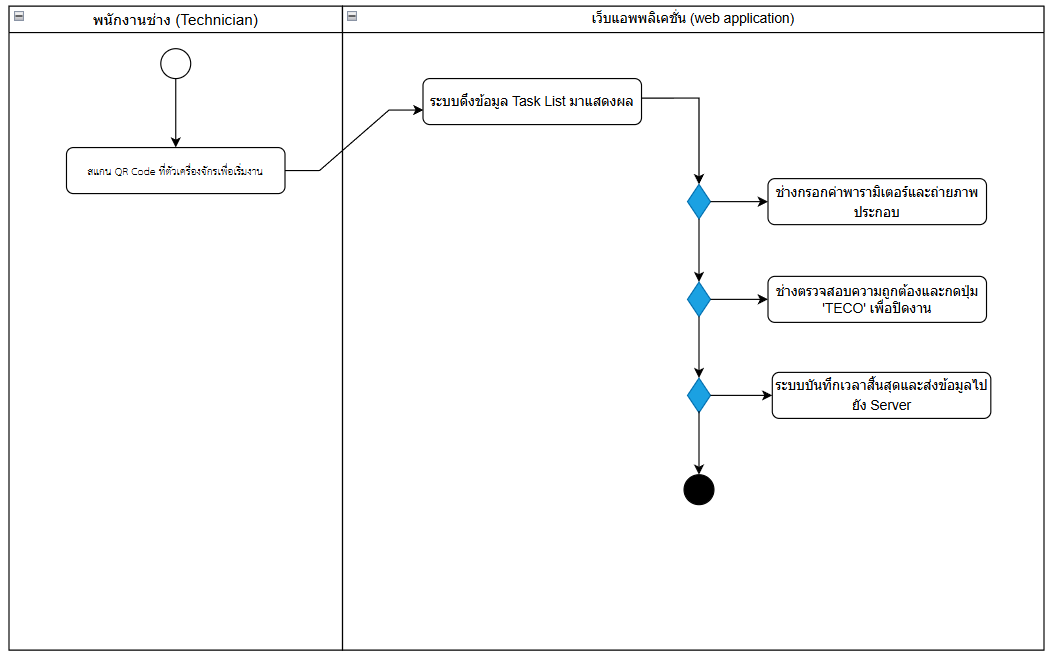 พนักงานช่าง (Technician)
เว็บแอพพลิเคชั่น (web application)
ระบบดึงข้อมูล Task List มาแสดงผล
สแกน QR Code ที่ตัวเครื่องจักรเพื่อเริ่มงาน
ช่างกรอกค่าพารามิเตอร์และถ่ายภาพ
ประกอบ
ช่างตรวจสอบความถูกต้องและกดปุ่ม
'TECO' เพื่อปิดงาน
ระบบบันทึกเวลาสิ้นสุดและส่งข้อมูลไป
ยัง Server